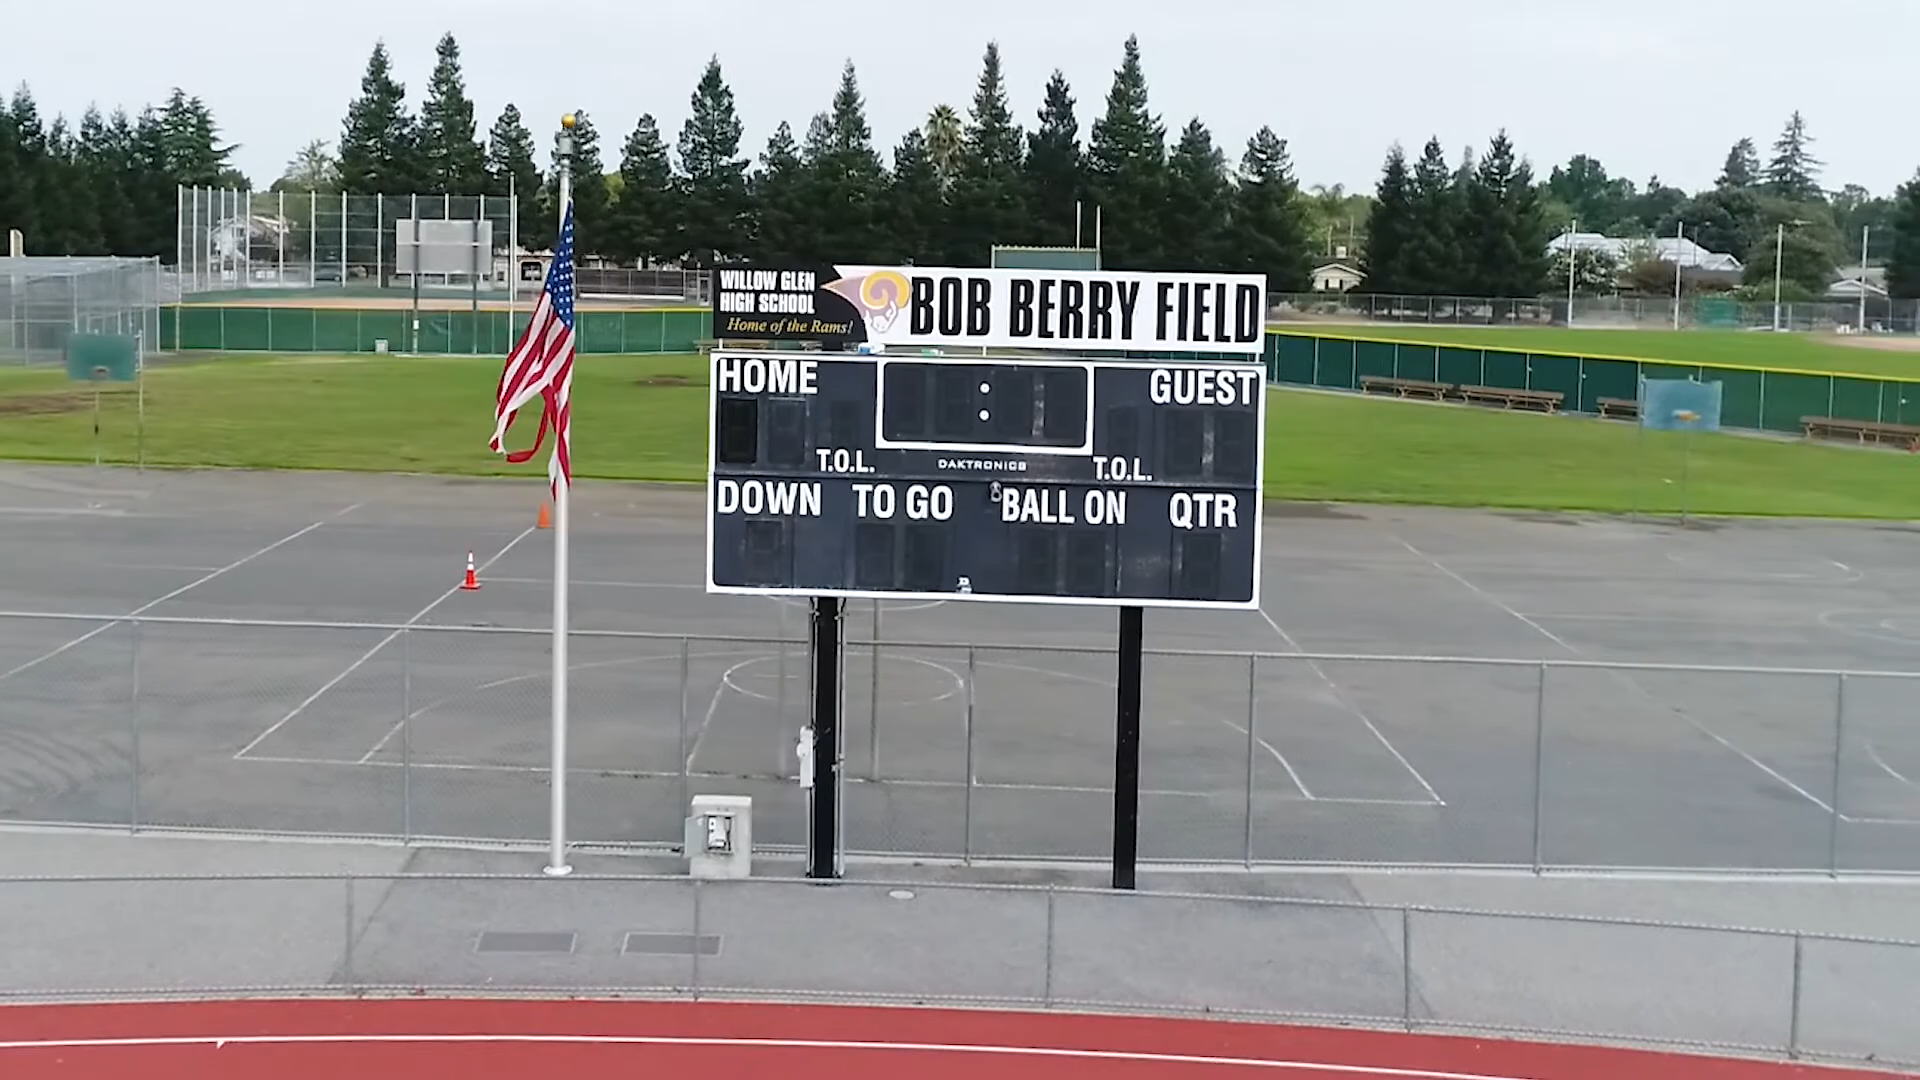 WILLOW GLEN
HIGH SCHOOL
Home of the Rams!
BOB BERRY FIELD
HOME
GUEST
T.O.L.
DAKTRONICS
T.O.L.
DOWN TO GO BALL ON QTR